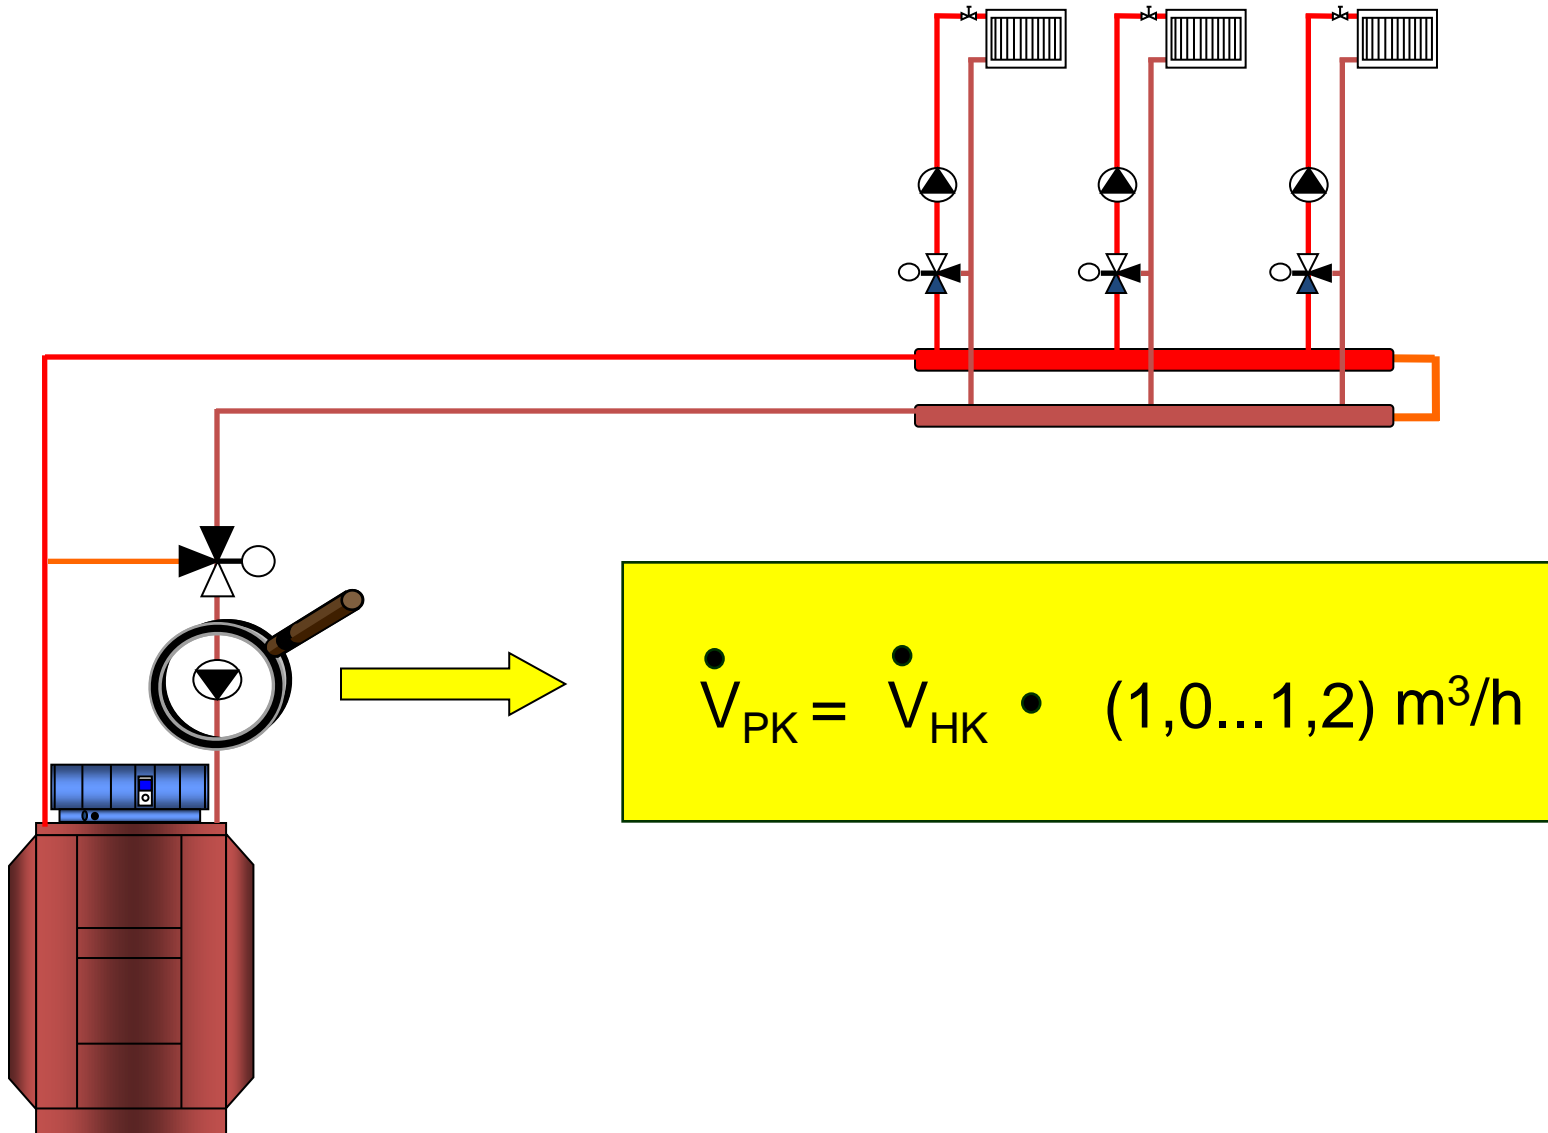 V̇PK = V̇HK • (1,0...1,2) m³/h